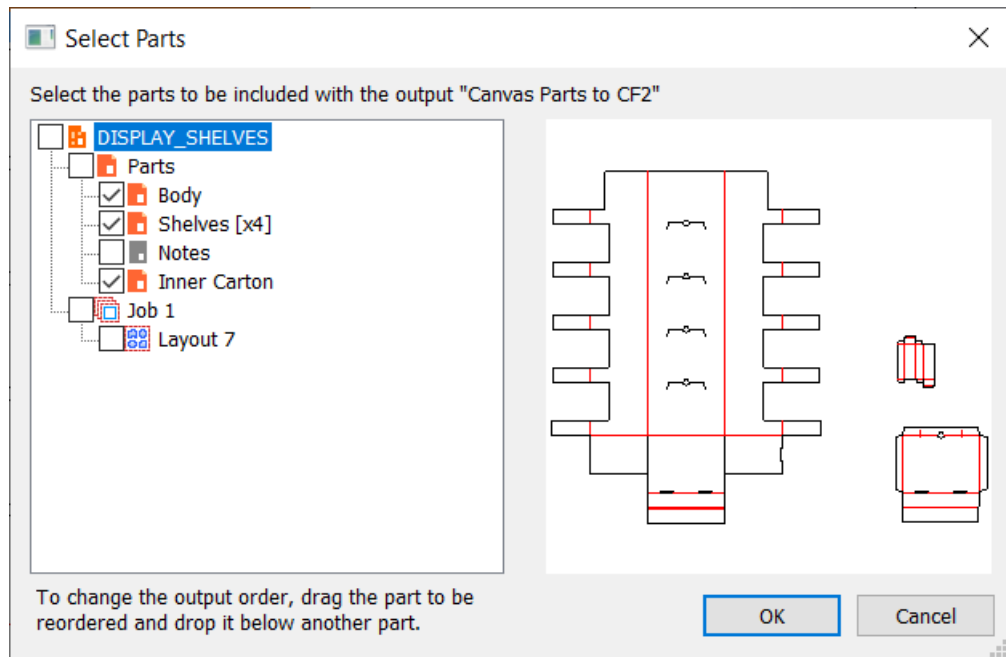 Select Parts
Select the parts to be included with the output "Canvas Parts to CF2"
DISPLAY_SHELVES
Parts
Body
Shelves [x4]
Notes
Inner Carton
Job 1
Layout 7
To change the output order, drag the part to be
reordered and drop it below another part.
OK
Cancel